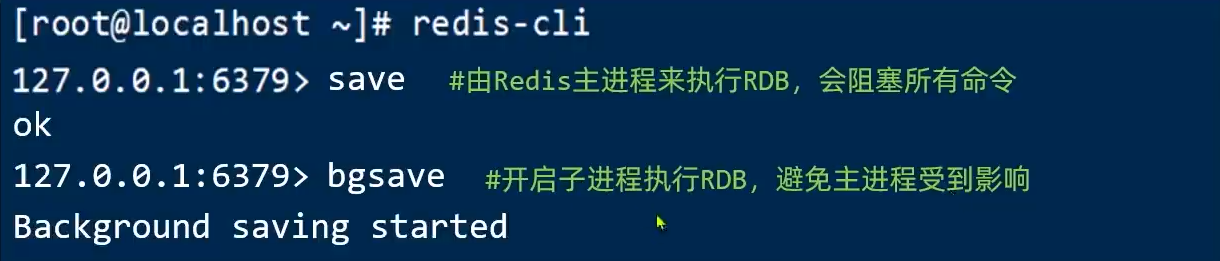 [root@localhost ~]# redis-cli
127.0.0.1:6379> save #由Redis主进程来执行RDB，会阻塞所有命令
ok
127.0.0.1:6379> bgsave #开启子进程执行RDB，避免主进程受到影响
Background saving started